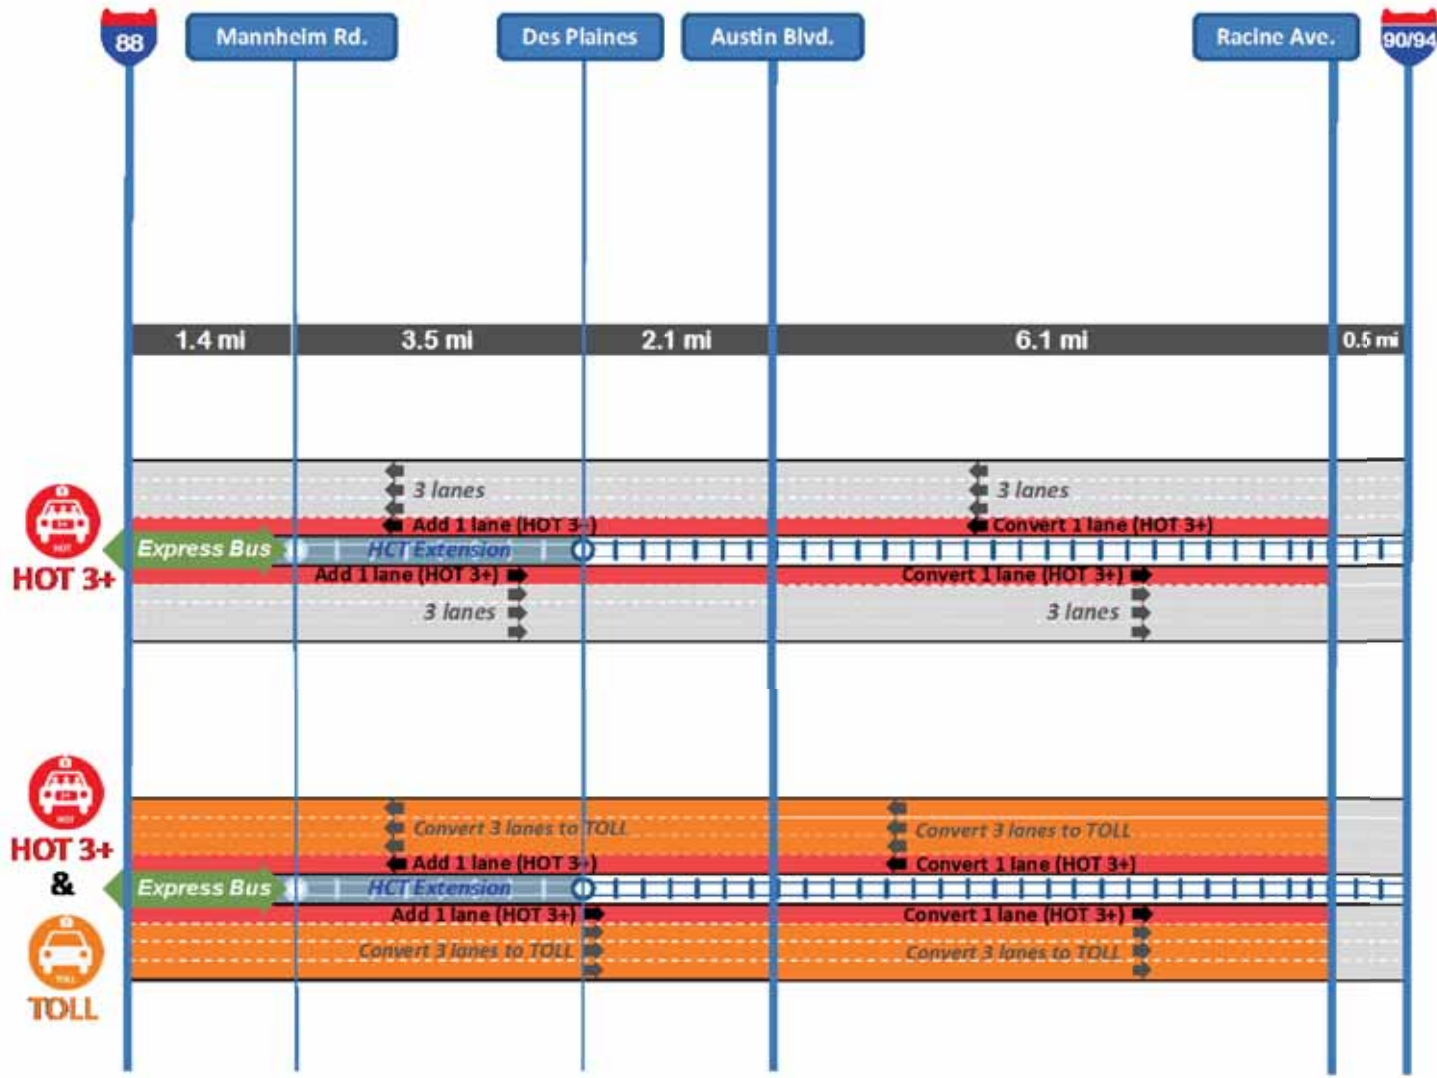 88
Mannheim Rd.
Des Plaines
Austin Blvd.
Racine Ave.
90/94
1.4 mi
3.5 mi
2.1 mi
6.1 mi
0.5 mi
3 lanes
3 lanes
Add 1 lane (HOT 3+)
Convert 1 lane (HOT 3+)
HOT
HOT 3+
Express Bus
HCT Extension
Add 1 lane (HOT 3+)
Convert 1 lane (HOT 3+)
3 lanes
3 lanes
HOT
HOT 3+
&
TOLL
TOLL
Convert 3 lanes to TOLL
Convert 3 lanes to TOLL
Add 1 lane (HOT 3+)
Convert 1 lane (HOT 3+)
Express Bus
HCT Extension
Add 1 lane (HOT 3+)
Convert 1 lane (HOT 3+)
Convert 3 lanes to TOLL
Convert 3 lanes to TOLL